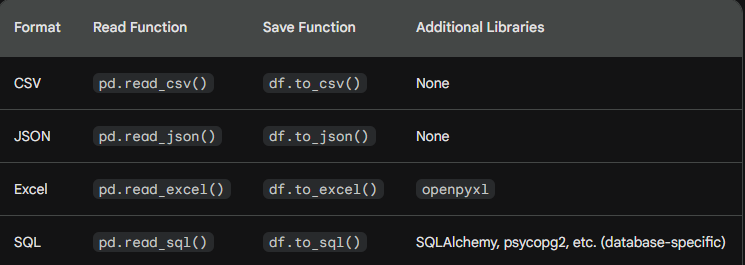 Format Read Function Save Function Additional Libraries
CSV pd.read_csv() df.to_csv() None
JSON pd.read_json() df.to_json() None
Excel pd.read_excel() df.to_excel() openpyxl
SQL pd.read_sql() df.to_sql() SQLAlchemy, psycopg2, etc. (database-specific)